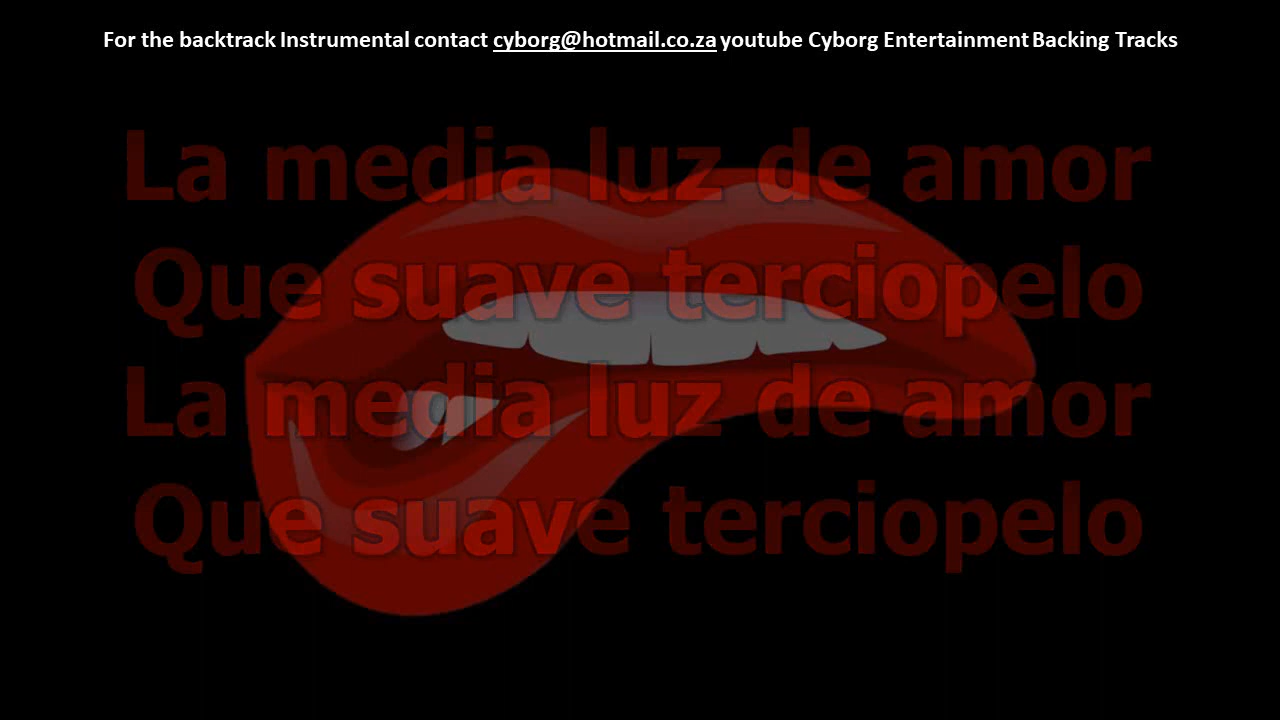 For the backtrack Instrumental contact cyborg@hotmail.co.za youtube Cyborg Entertainment Backing Tracks
La media luz de amor
Que suave terciopelo
La media luz de amor
Que suave terciopelo